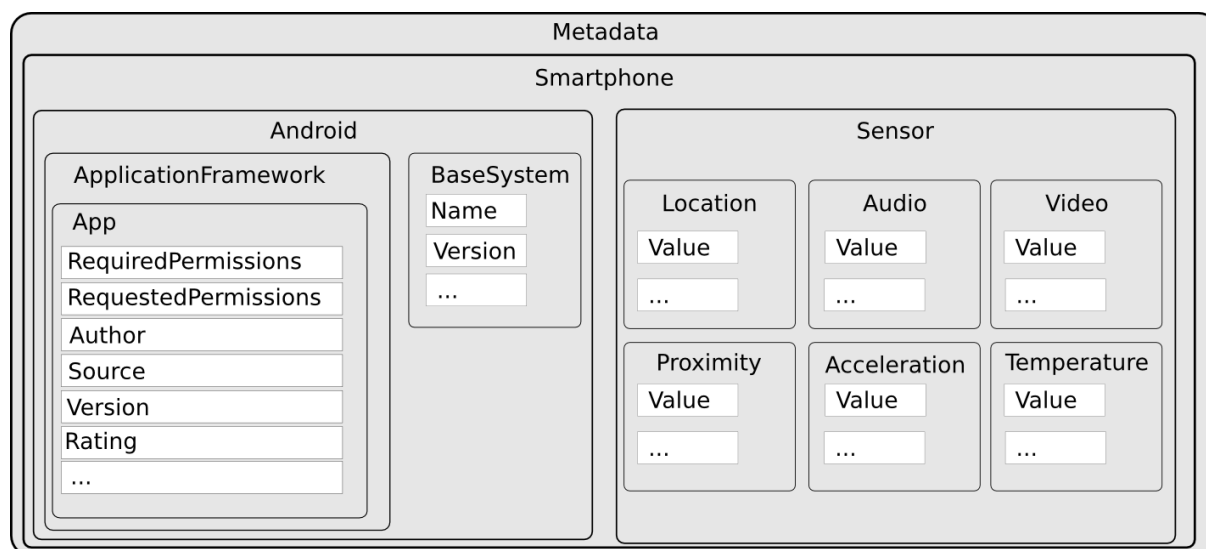 Metadata
Smartphone
Android
ApplicationFramework
App
RequiredPermissions
RequestedPermissions
Author
Source
Version
Rating
...
BaseSystem
Name
Version
...
Sensor
Location
Value
...
Audio
Value
...
Video
Value
...
Proximity
Value
...
Acceleration
Value
...
Temperature
Value
...